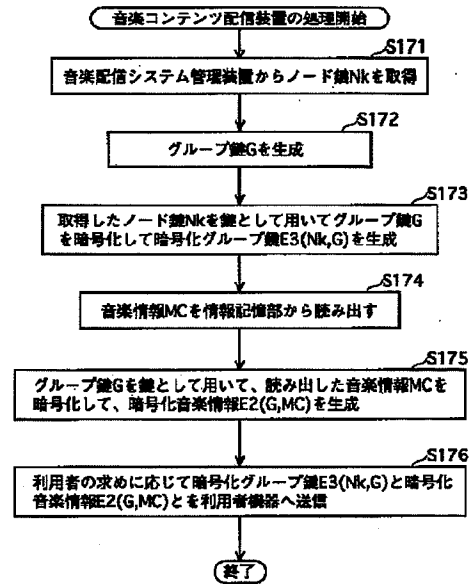 音楽コンテンツ配信装置の処理開始
S171
音楽配信システム管理装置からノード鍵Nkを取得
S172
グループ鍵Gを生成
S173
取得したノード鍵Nkを鍵として用いてグループ鍵G
を暗号化して暗号化グループ鍵E3(Nk,G)を生成
S174
音楽情報MCを情報記憶部から読み出す
S175
グループ鍵Gを鍵として用いて、読み出した音楽情報MCを
暗号化して、暗号化音楽情報E2(G,MC)を生成
S176
利用者の求めに応じて暗号化グループ鍵E3(Nk,G)と暗号化
音楽情報E2(G,MC)とを利用者機器へ送信
終了